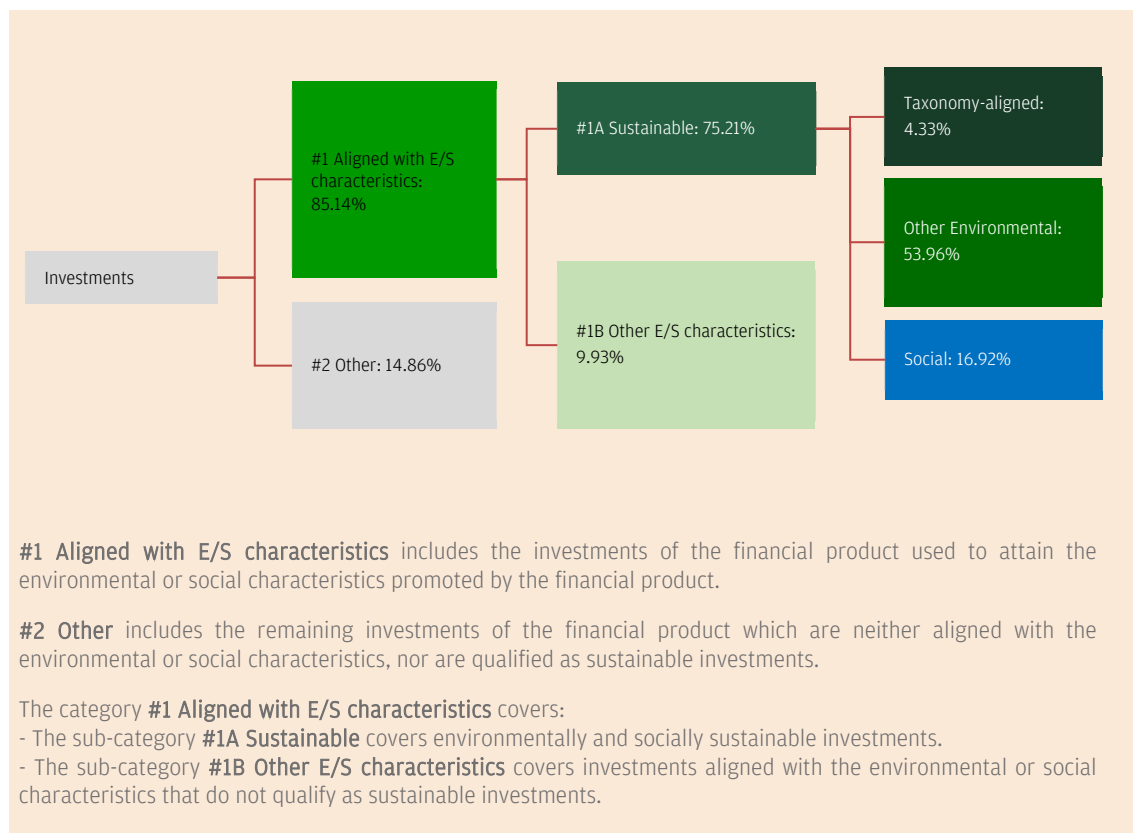 Investments
#1 Aligned with E/S
characteristics:
85.14%
#2 Other: 14.86%
#1A Sustainable: 75.21%
#1B Other E/S characteristics:
9.93%
Taxonomy-aligned:
4.33%
Other Environmental:
53.96%
Social: 16.92%
#1 Aligned with E/S characteristics includes the investments of the financial product used to attain the
environmental or social characteristics promoted by the financial product.
#2 Other includes the remaining investments of the financial product which are neither aligned with the
environmental or social characteristics, nor are qualified as sustainable investments.
The category #1 Aligned with E/S characteristics covers:
- The sub-category #1A Sustainable covers environmentally and socially sustainable investments.
- The sub-category #1B Other E/S characteristics covers investments aligned with the environmental or social
characteristics that do not qualify as sustainable investments.